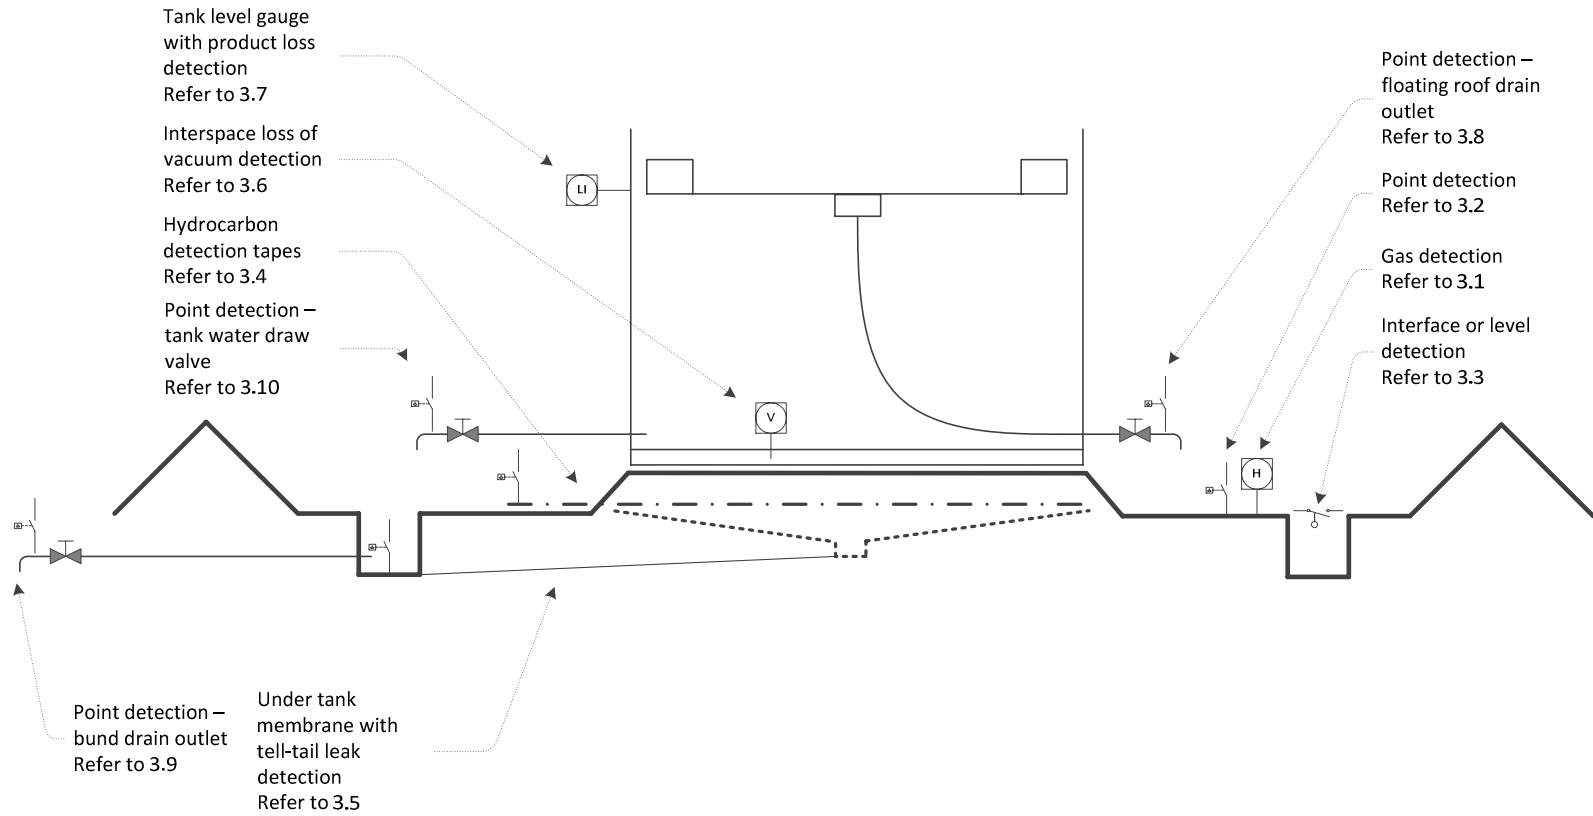 Tank level gauge
with product loss
detection
Refer to 3.7
Interspace loss of
vacuum detection
Refer to 3.6
Hydrocarbon
detection tapes
Refer to 3.4
Point detection –
tank water draw
valve
Refer to 3.10
LI
V
H
Point detection –
floating roof drain
outlet
Refer to 3.8
Point detection
Refer to 3.2
Gas detection
Refer to 3.1
Interface or level
detection
Refer to 3.3
Point detection –
bund drain outlet
Refer to 3.9
Under tank
membrane with
tell-tail leak
detection
Refer to 3.5